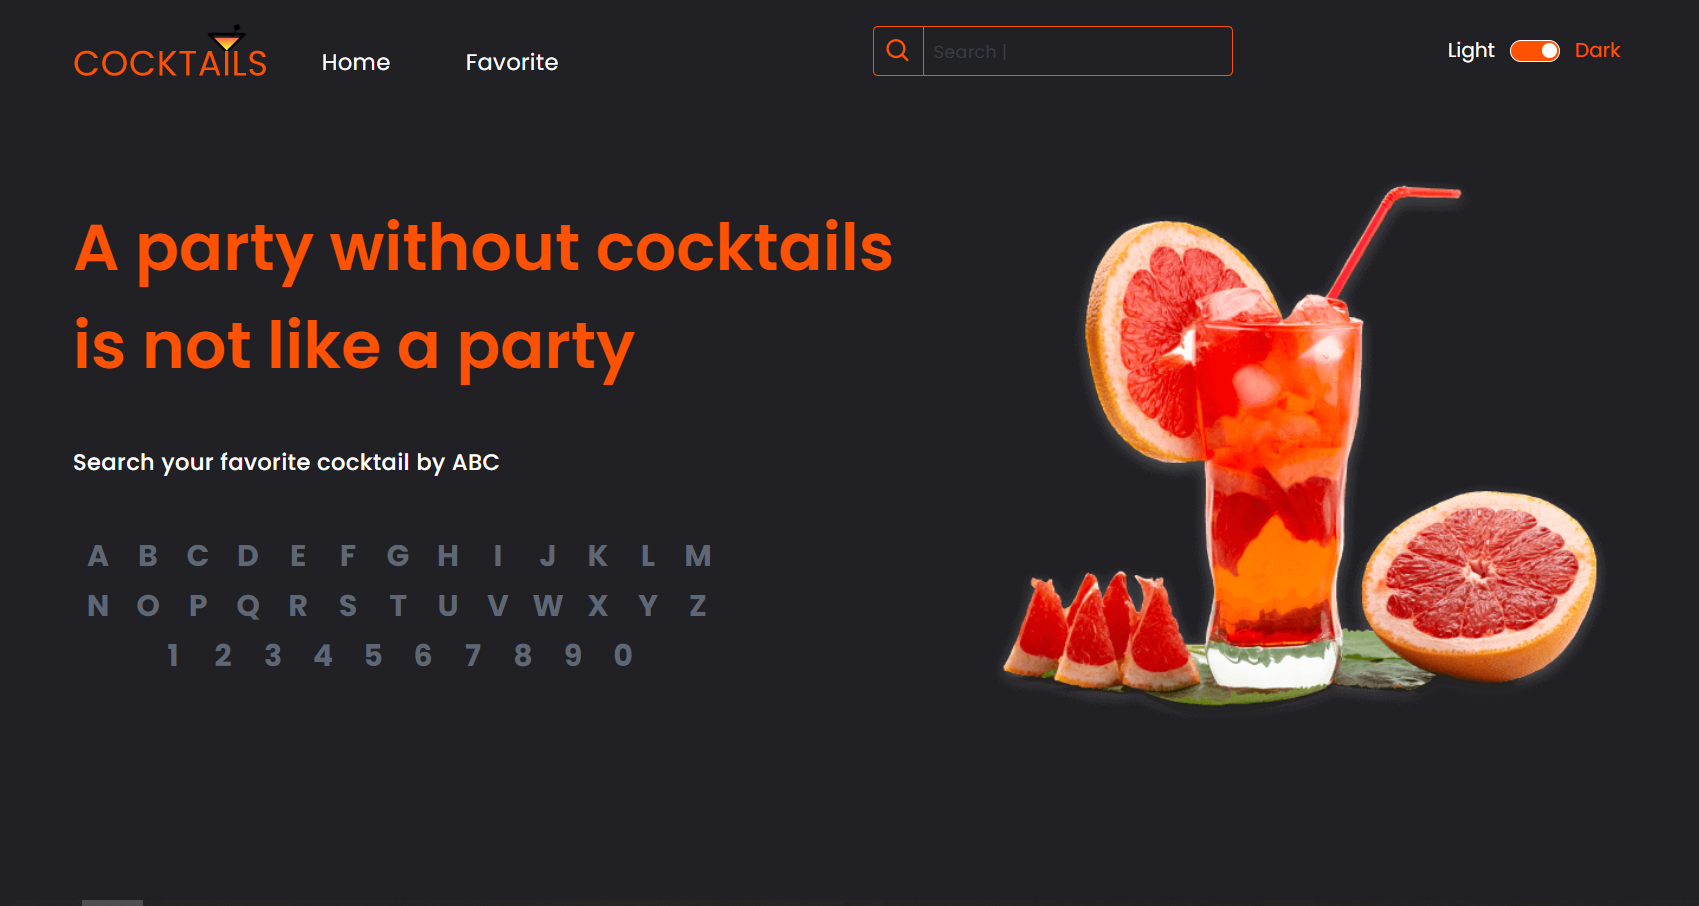 COCKTAILS
Home
Favorite
Search |
Light
Dark
A party without cocktails
is not like a party
Search your favorite cocktail by ABC
A B C D E F G H I J K L M
N O P Q R S T U V W X Y Z
1 2 3 4 5 6 7 8 9 0